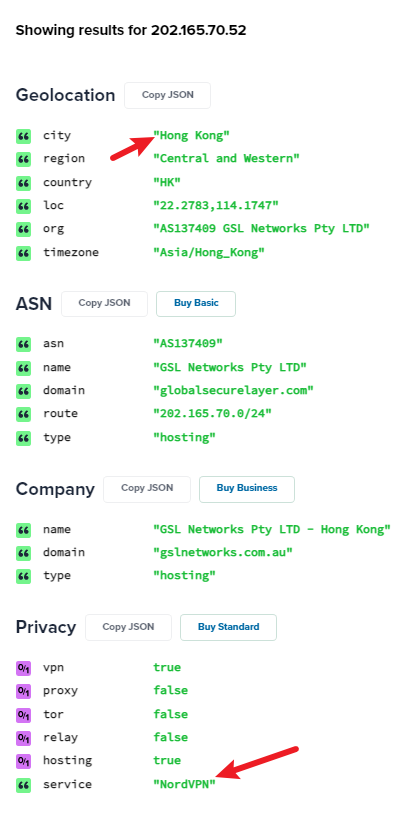 Showing results for 202.165.70.52
Geolocation Copy JSON
city "Hong Kong"
region "Central and Western"
country "HK"
loc "22.2783,114.1747"
org "AS137409 GSL Networks Pty LTD"
timezone "Asia/Hong_Kong"
ASN Copy JSON Buy Basic
asn "AS137409"
name "GSL Networks Pty LTD"
domain "globalsecurelayer.com"
route "202.165.70.0/24"
type "hosting"
Company Copy JSON Buy Business
name "GSL Networks Pty LTD - Hong Kong"
domain "gslnetworks.com.au"
type "hosting"
Privacy Copy JSON Buy Standard
0/1 vpn true
0/1 proxy false
0/1 tor false
0/1 relay false
0/1 hosting true
service "NordVPN"